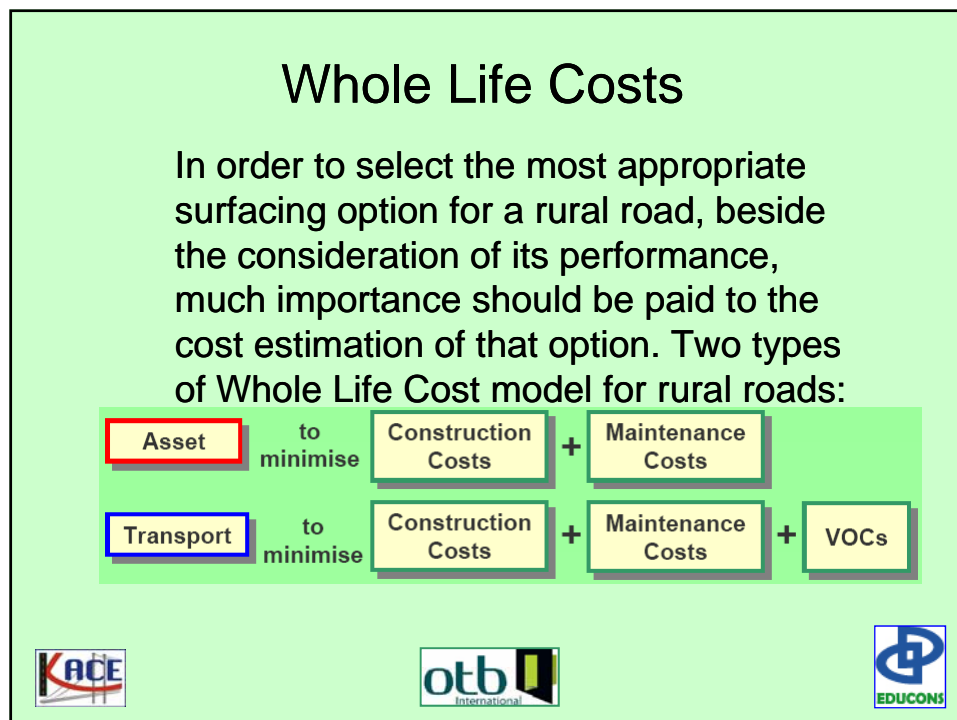 Whole Life Costs
In order to select the most appropriate
surfacing option for a rural road, beside
the consideration of its performance,
much importance should be paid to the
cost estimation of that option. Two types
of Whole Life Cost model for rural roads:
Asset
to
minimise
Construction
Costs
+
Maintenance
Costs
Transport
to
minimise
Construction
Costs
+
Maintenance
Costs
+
VOCs
KACE
otb
International
EDUCONS